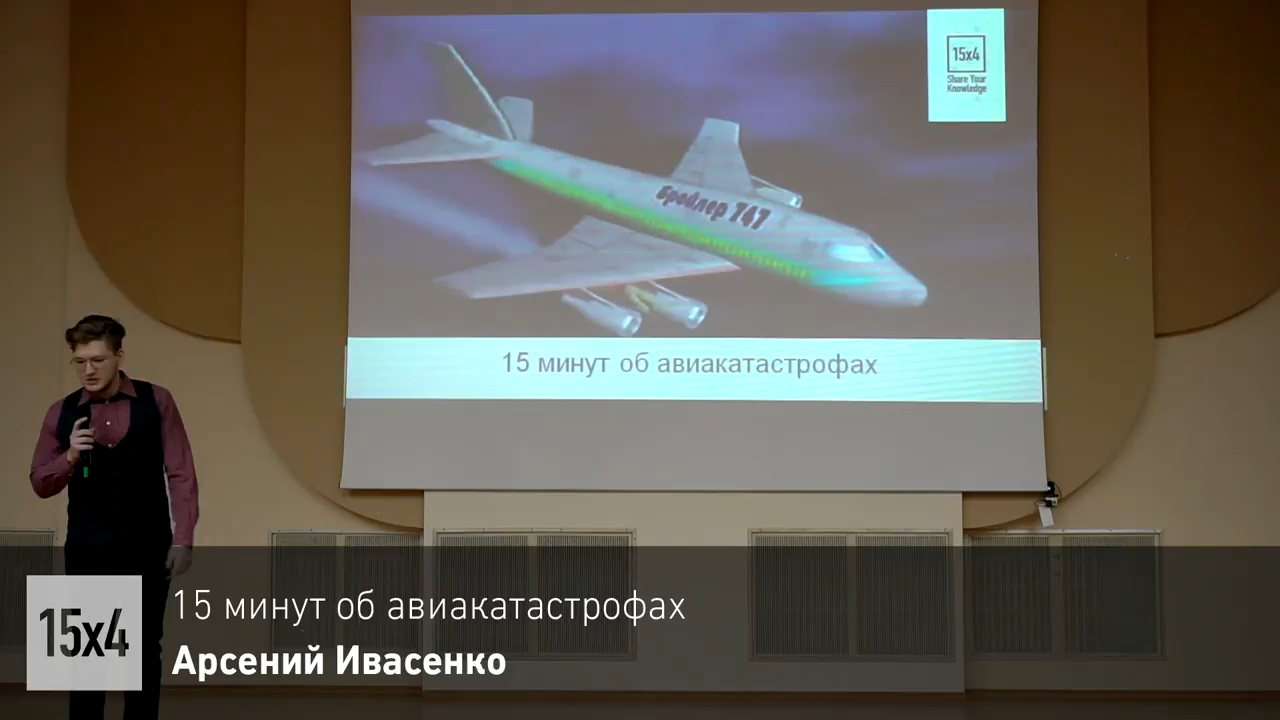 15x4
Share Your
Knowledge
Бройлер 747
15 минут об авиакатастрофах
15x4
15 минут об авиакатастрофах
Арсений Ивасенко